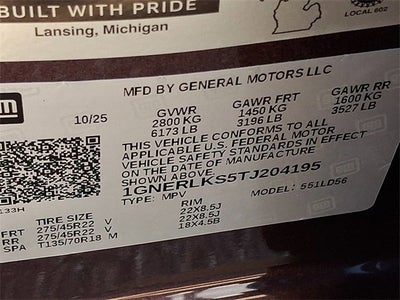 BUILT WITH PRIDE
Lansing, Michigan
LOCAL 602
MFD BY GENERAL MOTORS LLC
10/25
GVWR GAWR FRT GAWR RR
2800 KG 1450 KG 1600 KG
6173 LB 3196 LB 3527 LB
THIS VEHICLE CONFORMS TO ALL
APPLICABLE U.S. FEDERAL MOTOR
VEHICLE SAFETY STANDARDS IN EFFECT
ON THE DATE OF MANUFACTURE
1GNERLKS5TJ204195
TYPE: MPV MODEL: 551LD56
133H
TIRE SIZE RIM
FRT 275/45R22 V 22X8.5J
RR 275/45R22 V 22X8.5J
SPA T135/70R18 M 18X4.5B